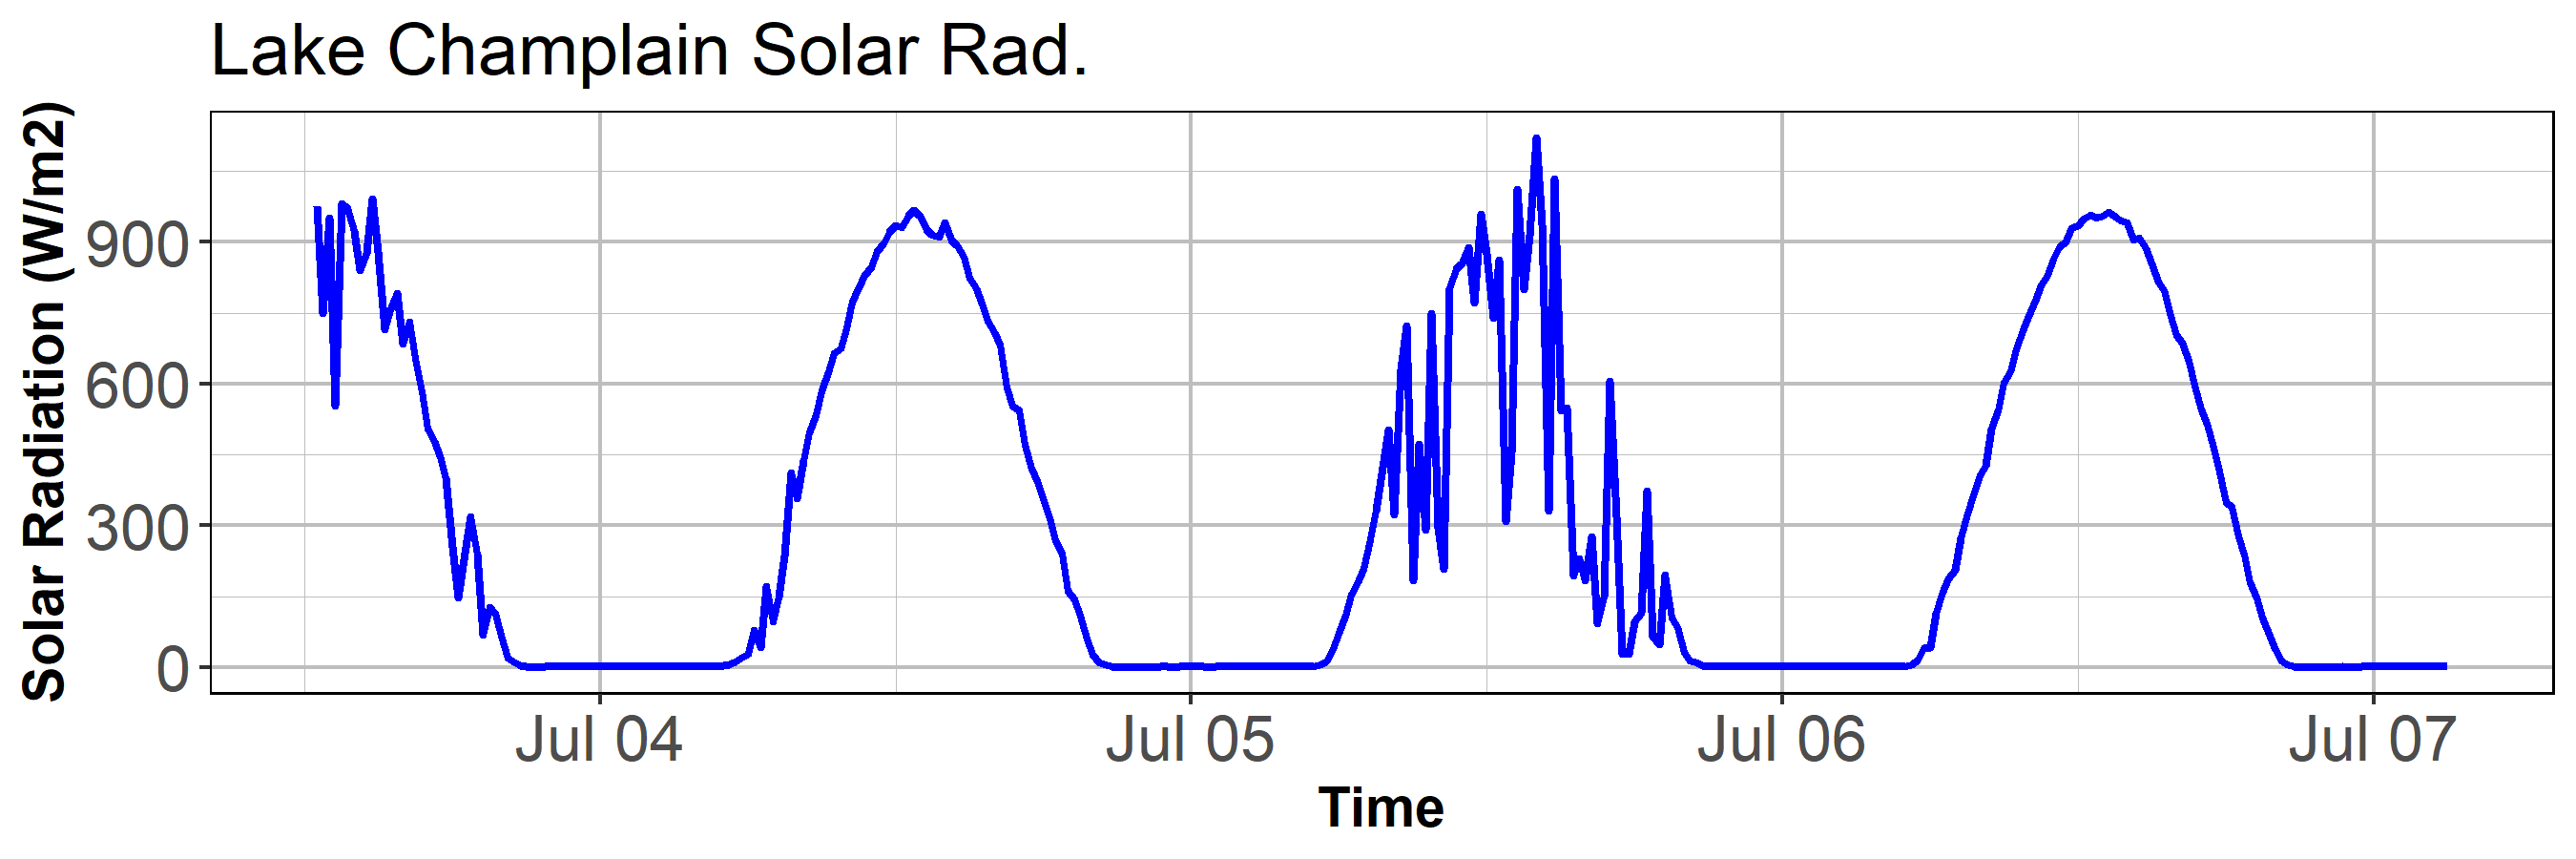 Lake Champlain Solar Rad.
Solar Radiation (W/m2)
900
600
300
0
Jul 04 Jul 05 Jul 06 Jul 07
Time